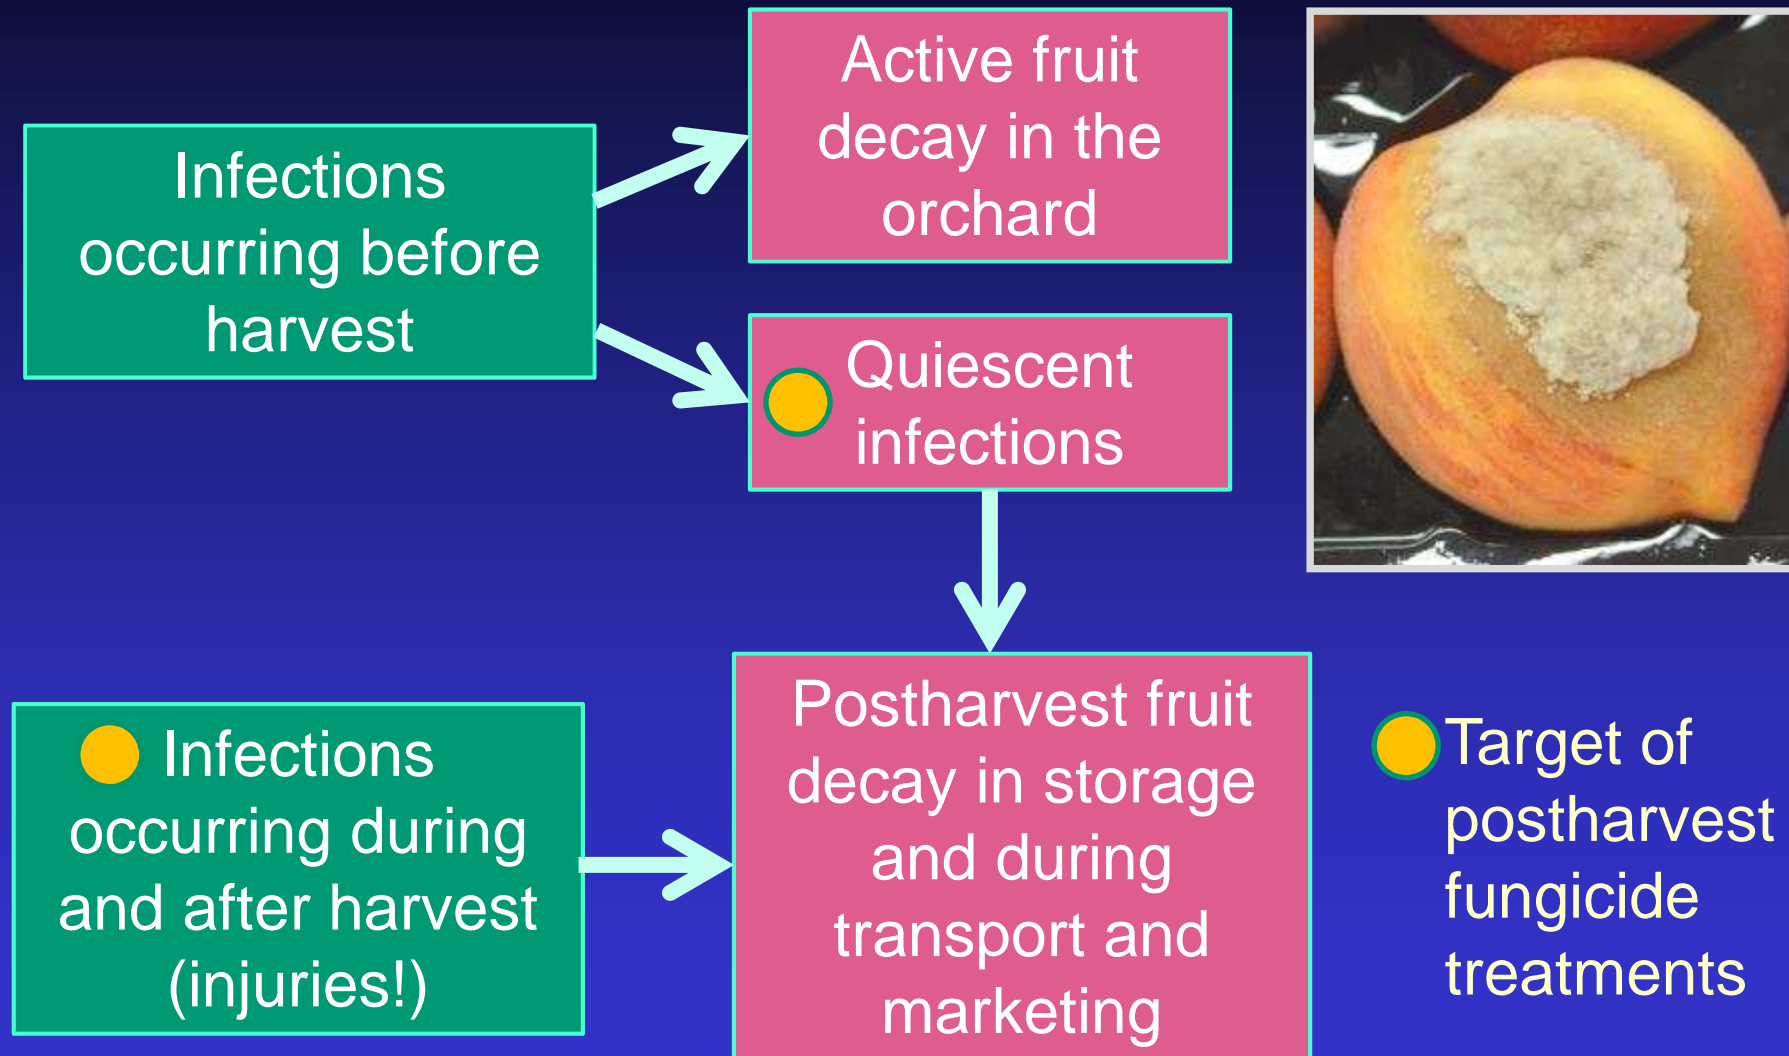 Active fruit
decay in the
orchard
Infections
occurring before
harvest
Quiescent
infections
Infections
occurring during
and after harvest
(injuries!)
Postharvest fruit
decay in storage
and during
transport and
marketing
Target of
postharvest
fungicide
treatments